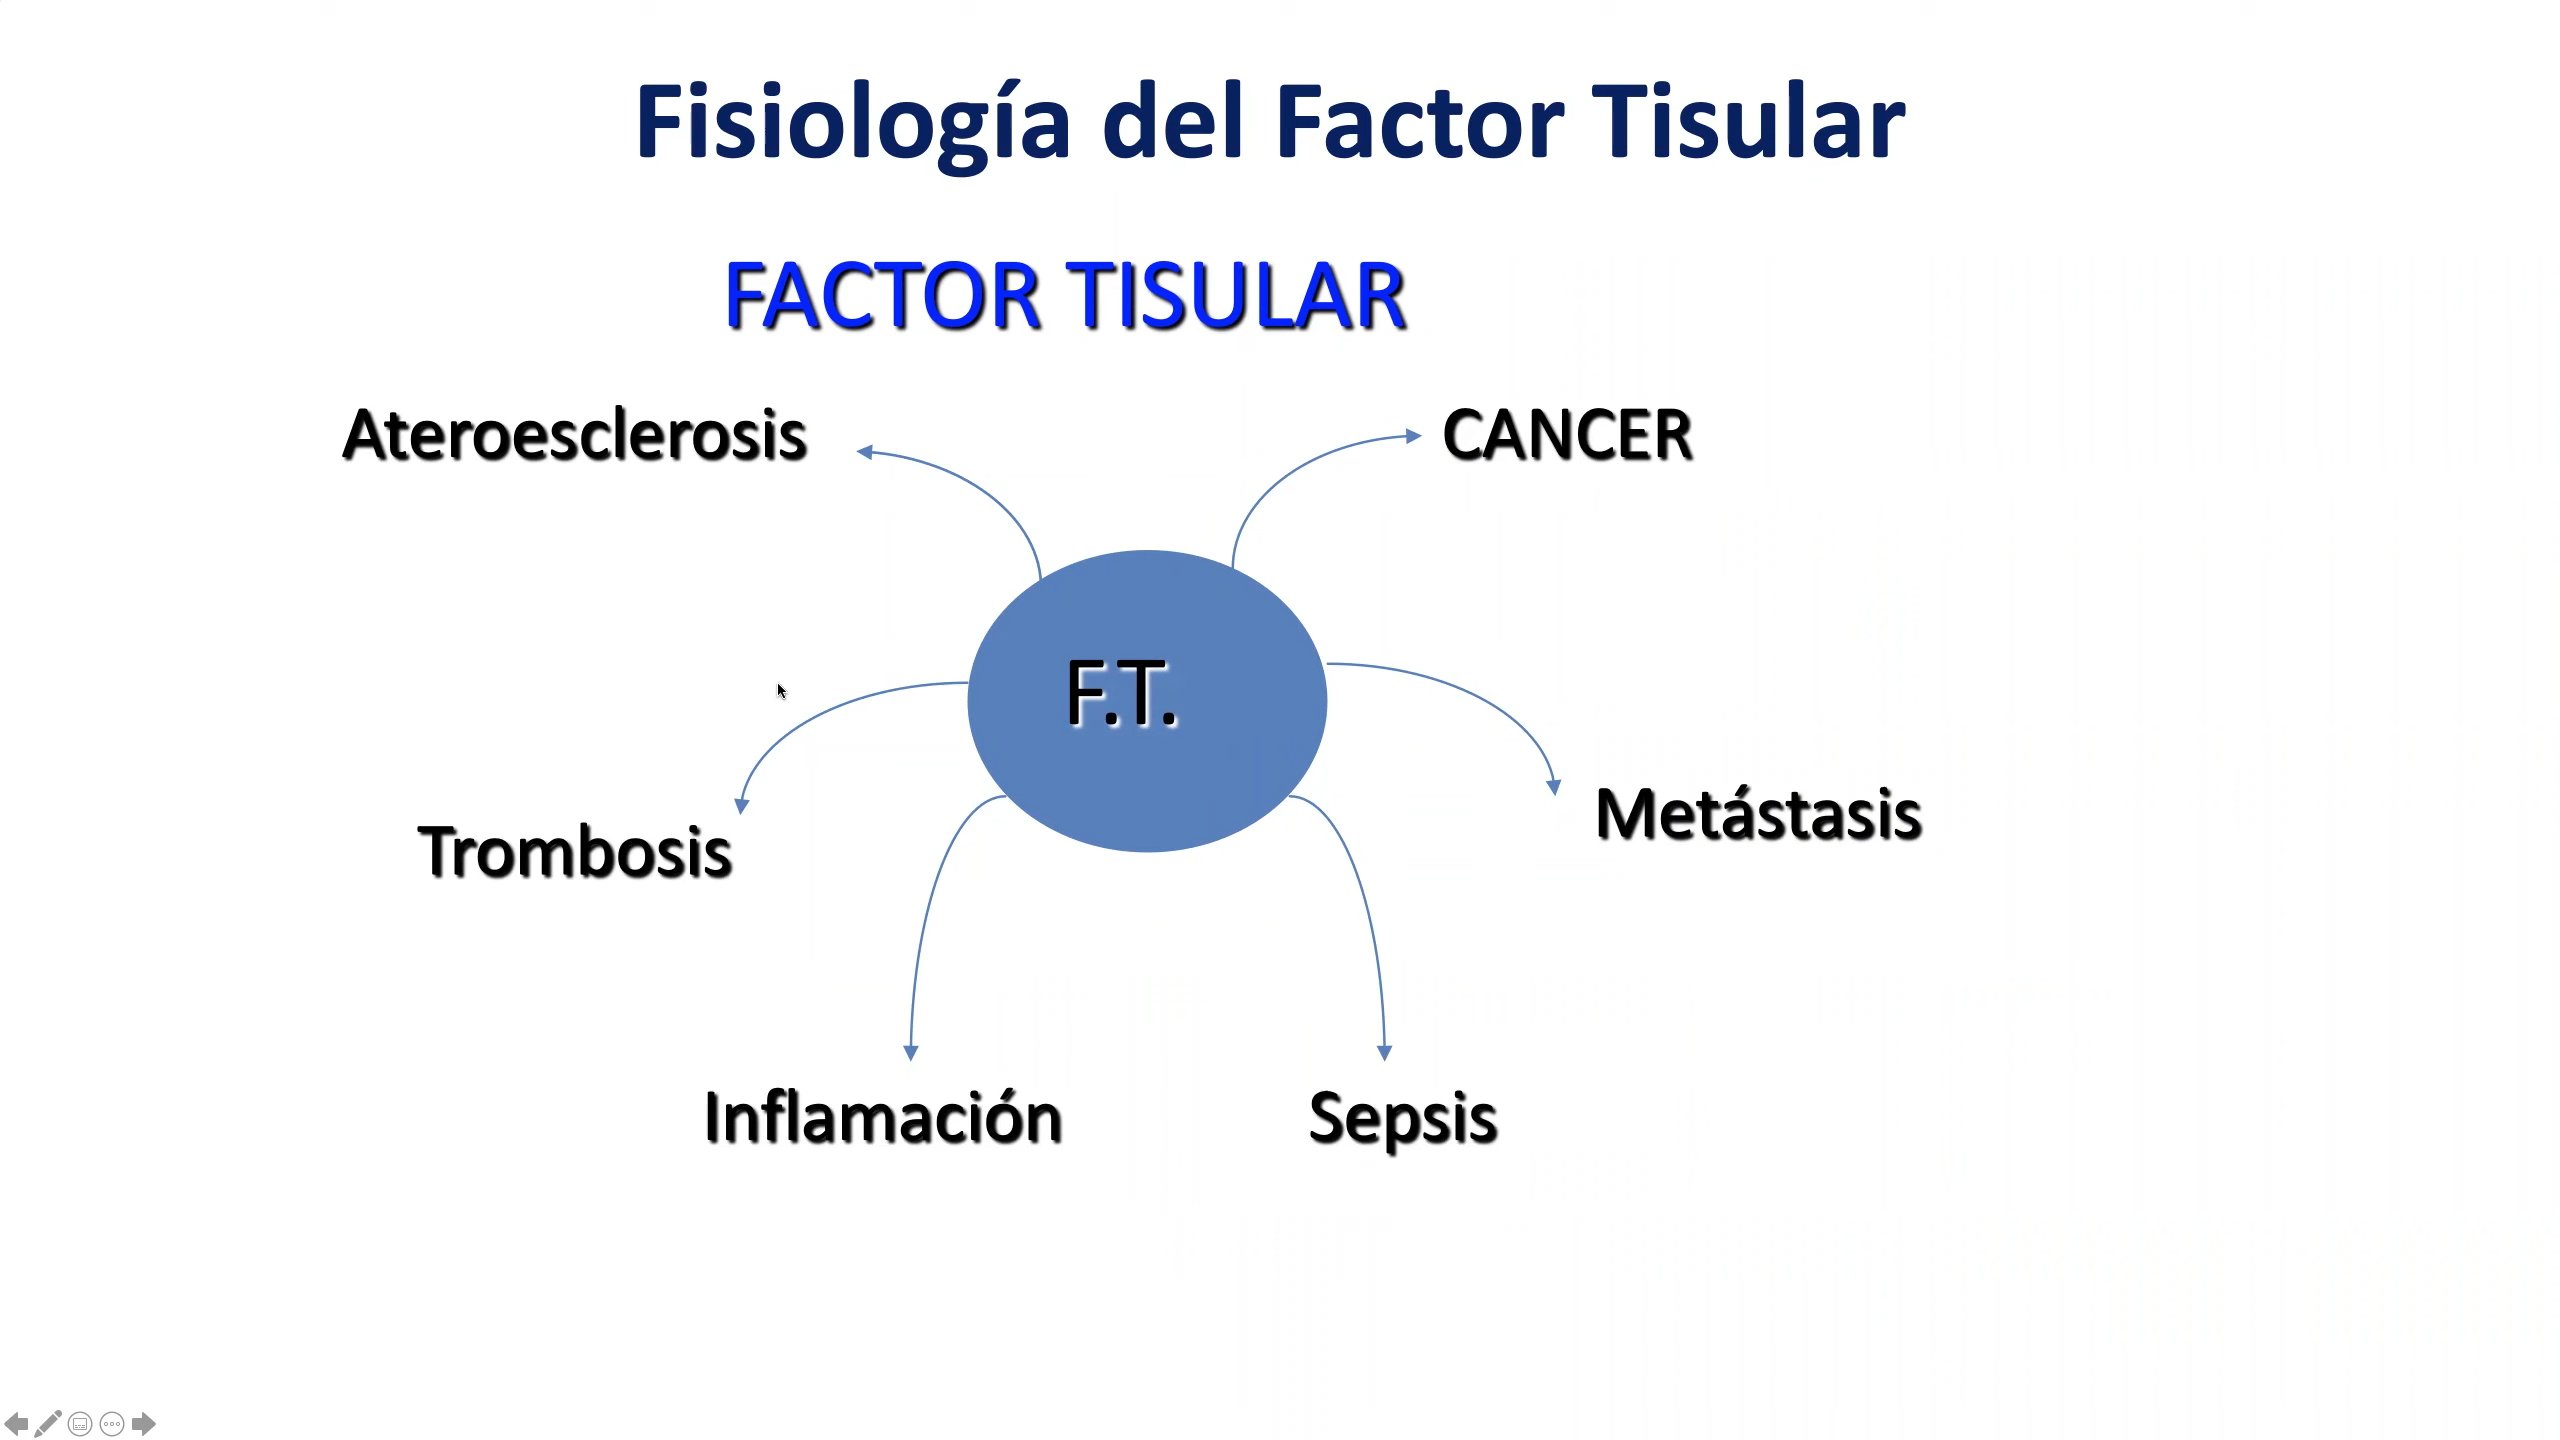 Fisiología del Factor Tisular
FACTOR TISULAR
Ateroesclerosis
CANCER
F.T.
Metástasis
Trombosis
Inflamación
Sepsis